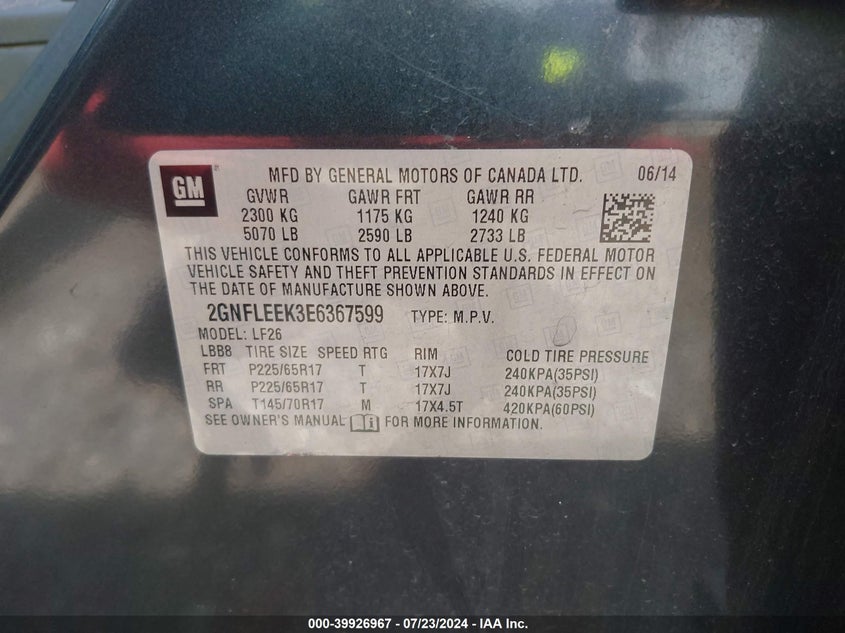 GM
MFD BY GENERAL MOTORS OF CANADA LTD. 06/14
GVWR GAWR FRT GAWR RR
2300 KG 1175 KG 1240 KG
5070 LB 2590 LB 2733 LB
THIS VEHICLE CONFORMS TO ALL APPLICABLE U.S. FEDERAL MOTOR
VEHICLE SAFETY AND THEFT PREVENTION STANDARDS IN EFFECT ON
THE DATE OF MANUFACTURE SHOWN ABOVE.
2GNFLEEK3E6367599 TYPE: M.P.V.
MODEL: LF26
LBB8 TIRE SIZE SPEED RTG RIM COLD TIRE PRESSURE
FRT P225/65R17 T 17X7J 240KPA(35PSI)
RR P225/65R17 T 17X7J 240KPA(35PSI)
SPA T145/70R17 M 17X4.5T 420KPA(60PSI)
SEE OWNER'S MANUAL i FOR MORE INFORMATION.
000-39926967 - 07/23/2024 - IAA Inc.